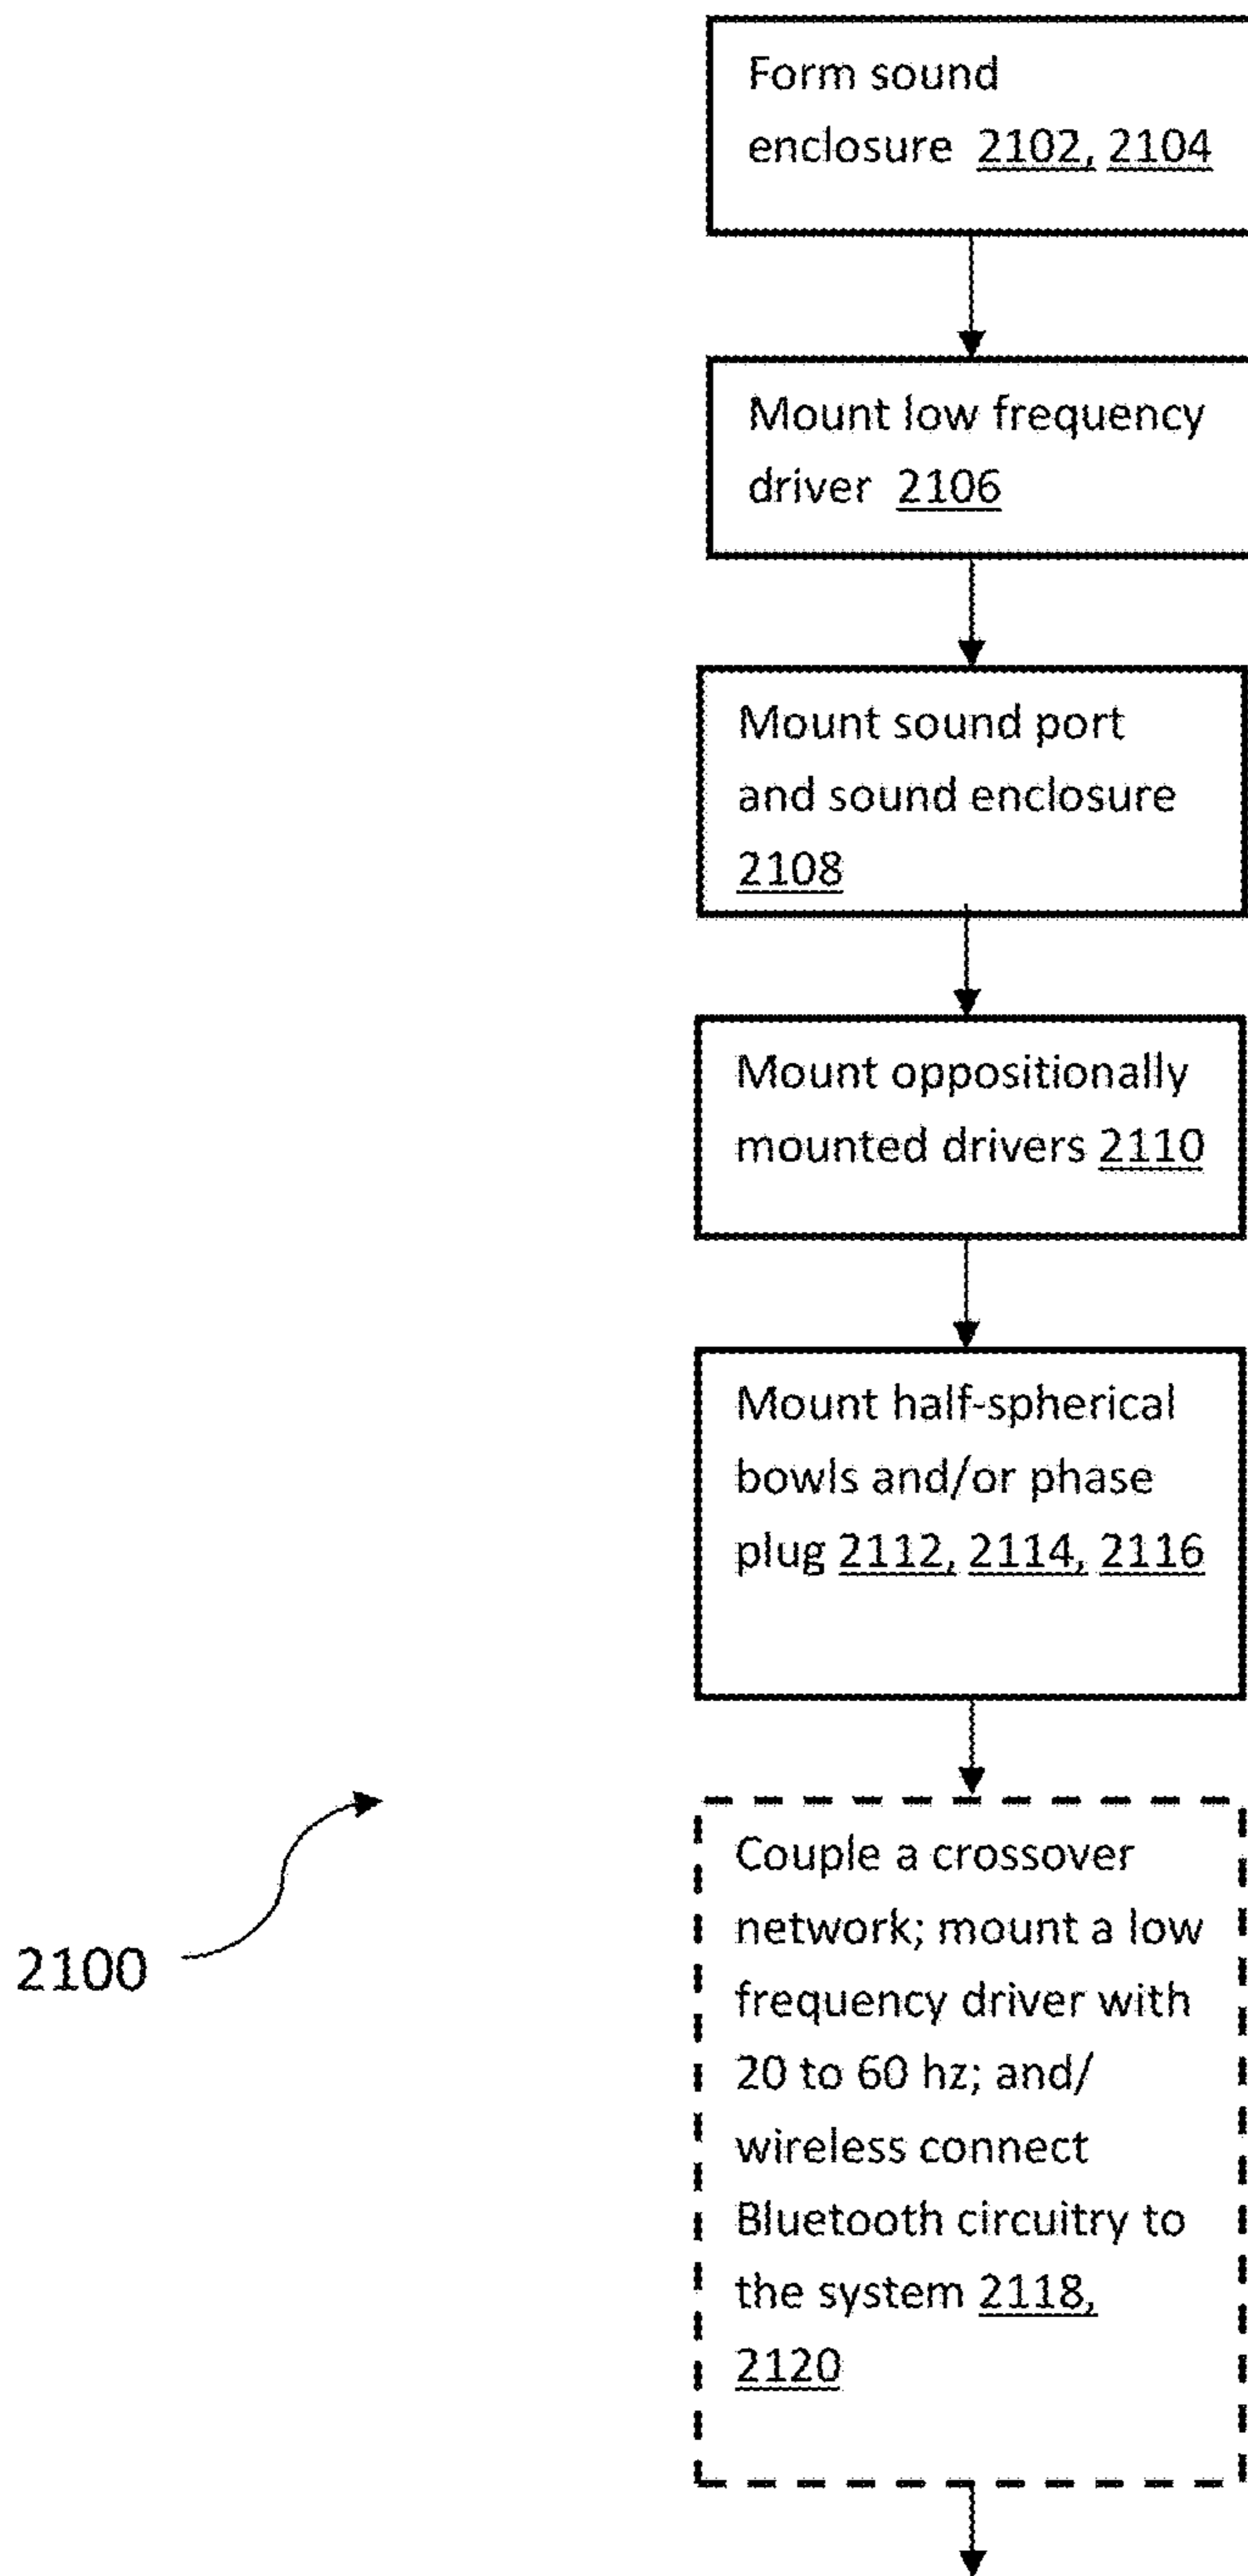 Form sound
enclosure 2102, 2104
Mount low frequency
driver 2106
Mount sound port
and sound enclosure
2108
Mount oppositionally
mounted drivers 2110
Mount half-spherical
bowls and/or phase
plug 2112, 2114, 2116
Couple a crossover
network; mount a low
frequency driver with
20 to 60 hz; and/
wireless connect
Bluetooth circuitry to
the system 2118,
2120
2100